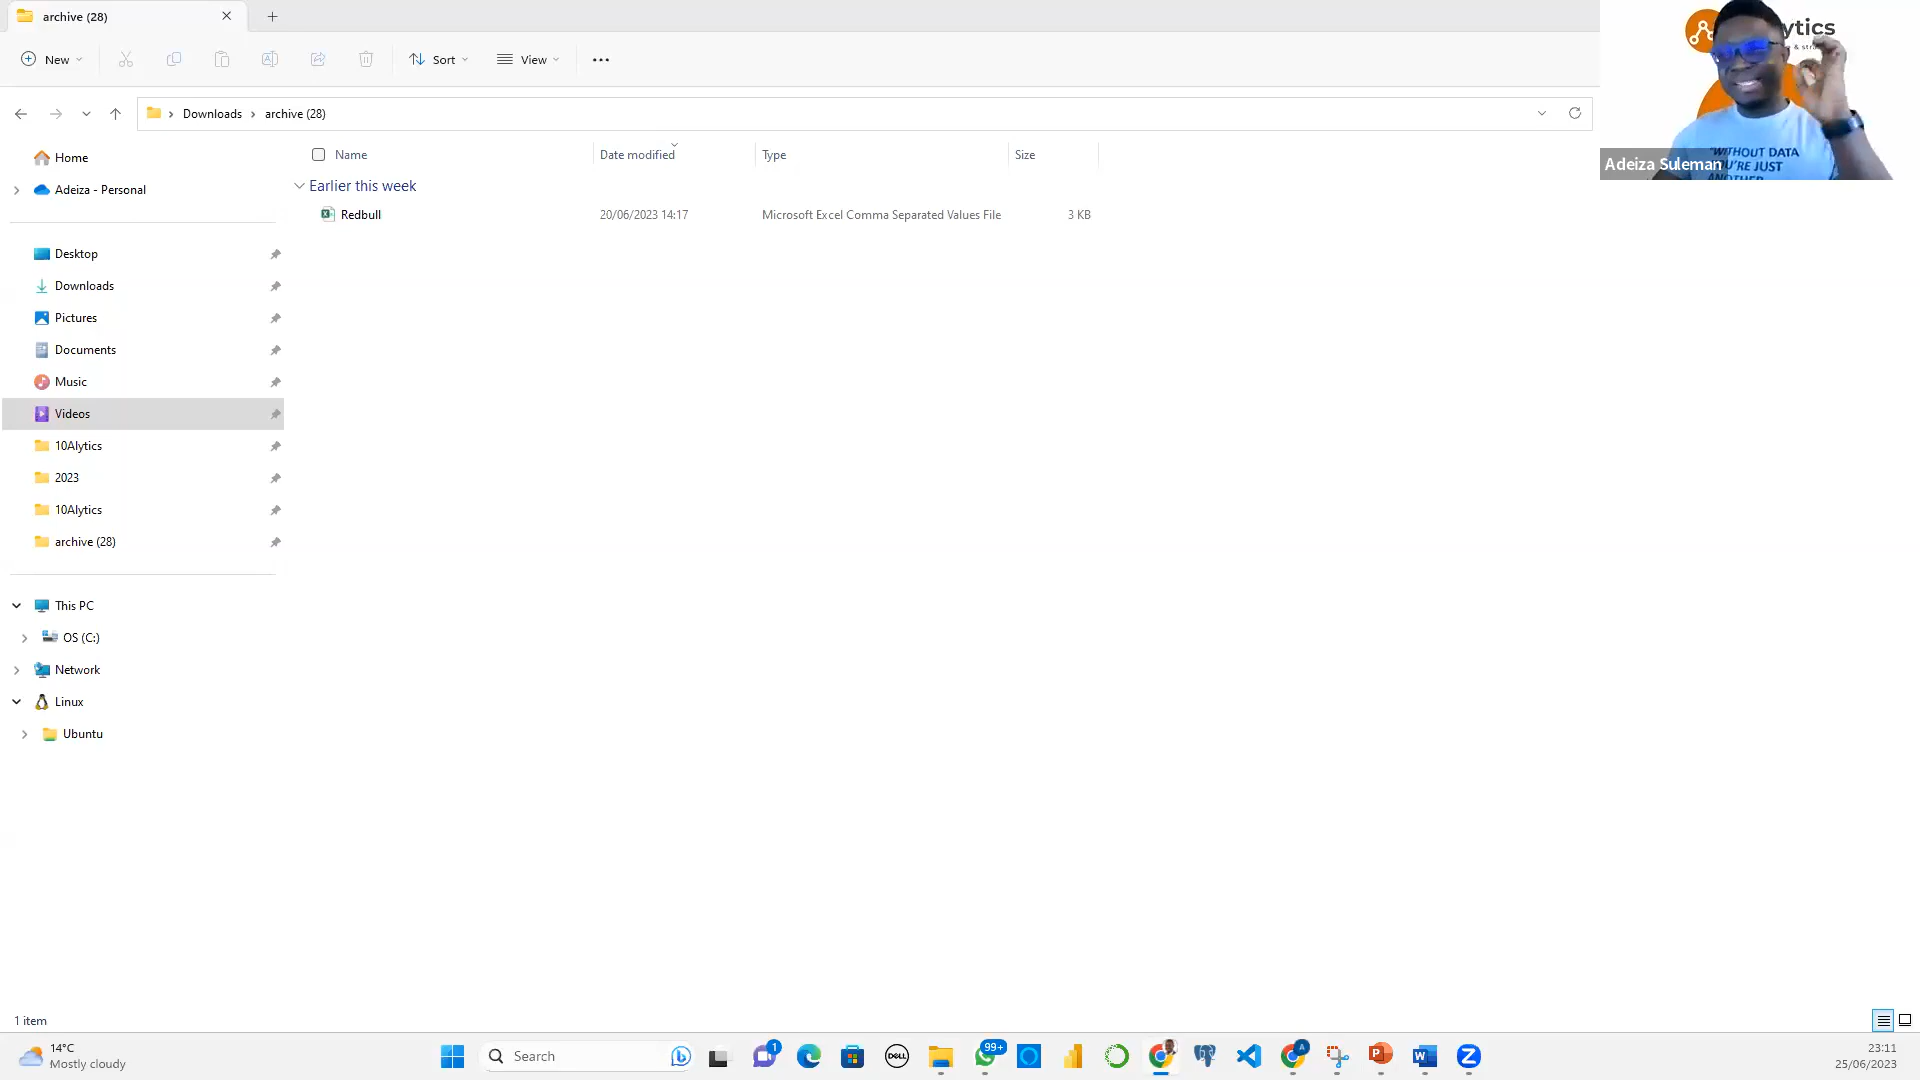 archive (28)
New
Sort
View
Downloads
archive (28)
Name
Date modified
Type
Size
Earlier this week
Redbull
20/06/2023 14:17
Microsoft Excel Comma Separated Values File
3 KB
Home
Adeiza - Personal
Desktop
Downloads
Pictures
Documents
Music
Videos
10Alytics
2023
10Alytics
archive (28)
This PC
OS (C:)
Network
Linux
Ubuntu
1 item
14°C
Mostly cloudy
Search
1
DELL
99+
A
P
W
Z
23:11
25/06/2023
ytics
Adeiza Suleman
"WITHOUT DATA
U'RE JUST